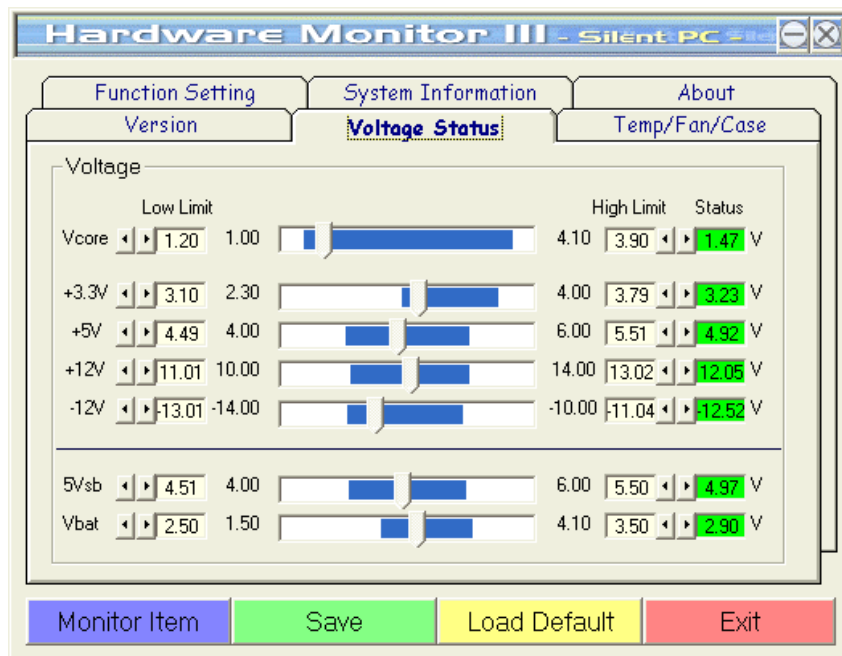 Hardware Monitor III - Silent PC -
Function Setting System Information About
Version Voltage Status Temp/Fan/Case
Voltage
Low Limit High Limit Status
Vcore 1.20 1.00 4.10 3.90 1.47 V
+3.3V 3.10 2.30 4.00 3.79 3.23 V
+5V 4.49 4.00 6.00 5.51 4.92 V
+12V 11.01 10.00 14.00 13.02 12.05 V
-12V -13.01 -14.00 -10.00 -11.04 -12.52 V
5Vsb 4.51 4.00 6.00 5.50 4.97 V
Vbat 2.50 1.50 4.10 3.50 2.90 V
Monitor Item Save Load Default Exit